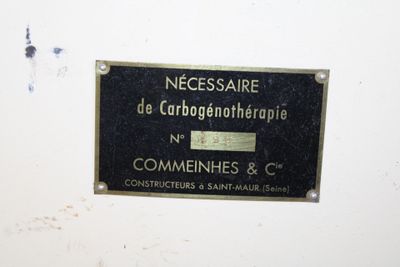 NÉCESSAIRE
de Carbogénothérapie
N°
COMMEINHES & Cie
CONSTRUCTEURS à SAINT-MAUR.(Seine)